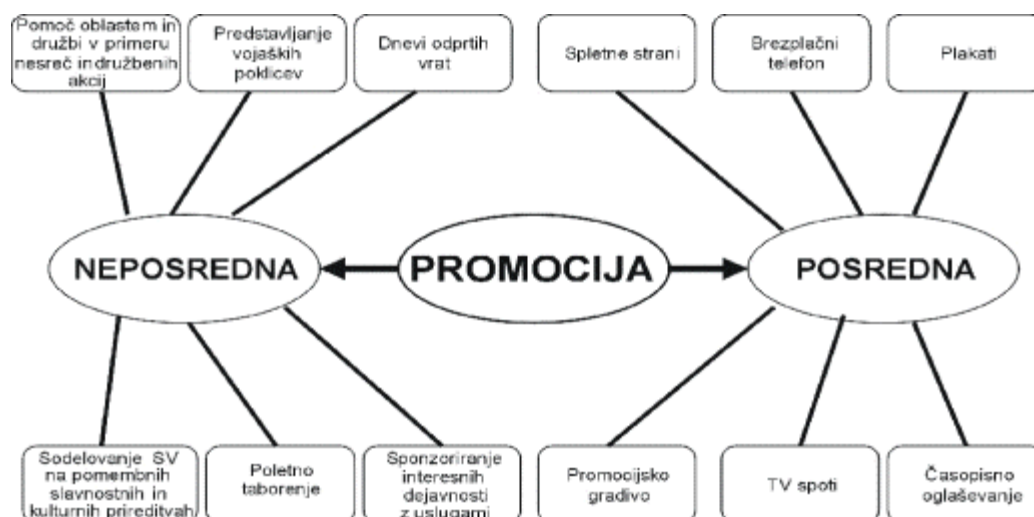 Pomoč oblastem in
družbi v primeru
nesreč indružbenih
akcij
Predstavljanje
vojaških
poklicev
Dnevi odprtih
vrat
Spletne strani
Brezplačni
telefon
Plakati
NEPOSREDNA
PROMOCIJA
POSREDNA
Sodelovanje SV
na pomembnih
slavnostnih in
kulturnih prireditvah
Poletno
taborenje
Sponzoriranje
interesnih
dejavnosti
z uslugami
Promocijsko
gradivo
TV spoti
Časopisno
oglaševanje